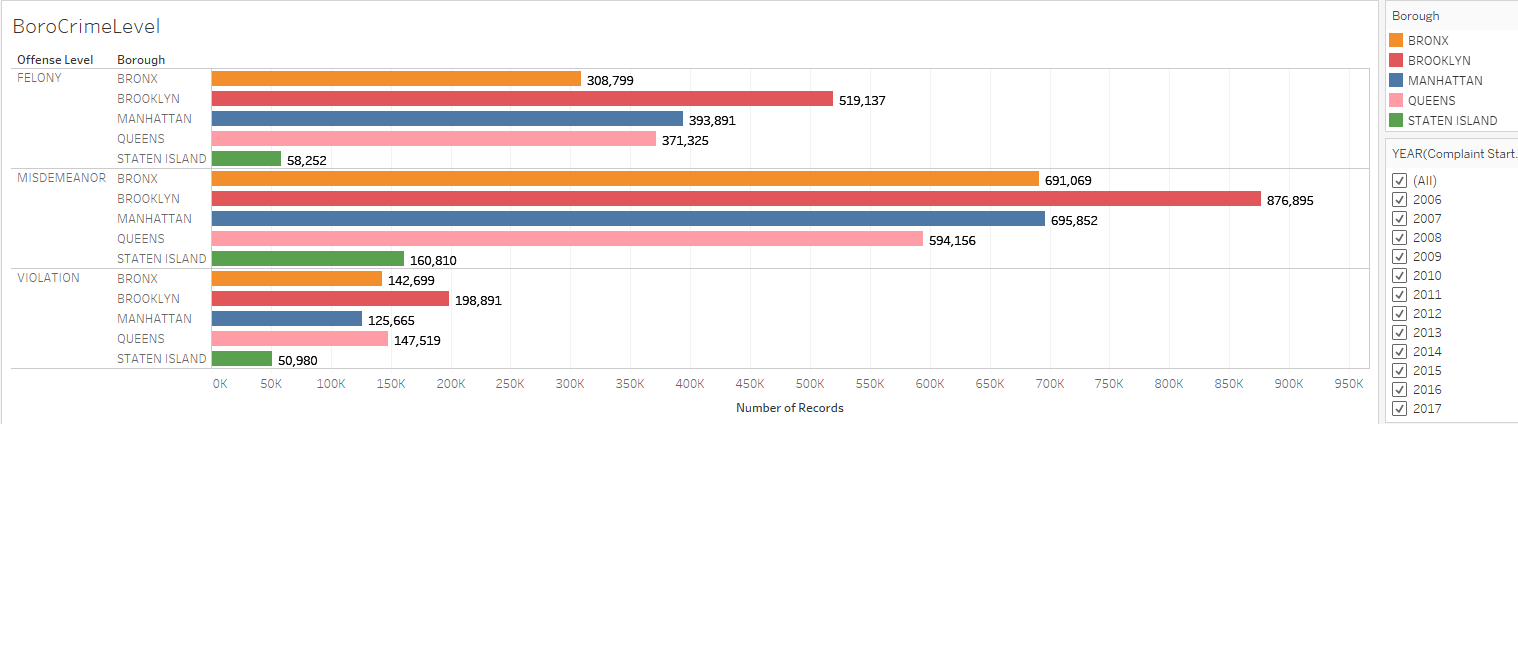 BoroCrimeLevel
Offense Level Borough
FELONY BRONX 308,799
BROOKLYN 519,137
MANHATTAN 393,891
QUEENS 371,325
STATEN ISLAND 58,252
MISDEMEANOR BRONX 691,069
BROOKLYN 876,895
MANHATTAN 695,852
QUEENS 594,156
STATEN ISLAND 160,810
VIOLATION BRONX 142,699
BROOKLYN 198,891
MANHATTAN 125,665
QUEENS 147,519
STATEN ISLAND 50,980
0K 50K 100K 150K 200K 250K 300K 350K 400K 450K 500K 550K 600K 650K 700K 750K 800K 850K 900K 950K
Number of Records
Borough
BRONX
BROOKLYN
MANHATTAN
QUEENS
STATEN ISLAND
YEAR(Complaint Start.
(All)
2006
2007
2008
2009
2010
2011
2012
2013
2014
2015
2016
2017